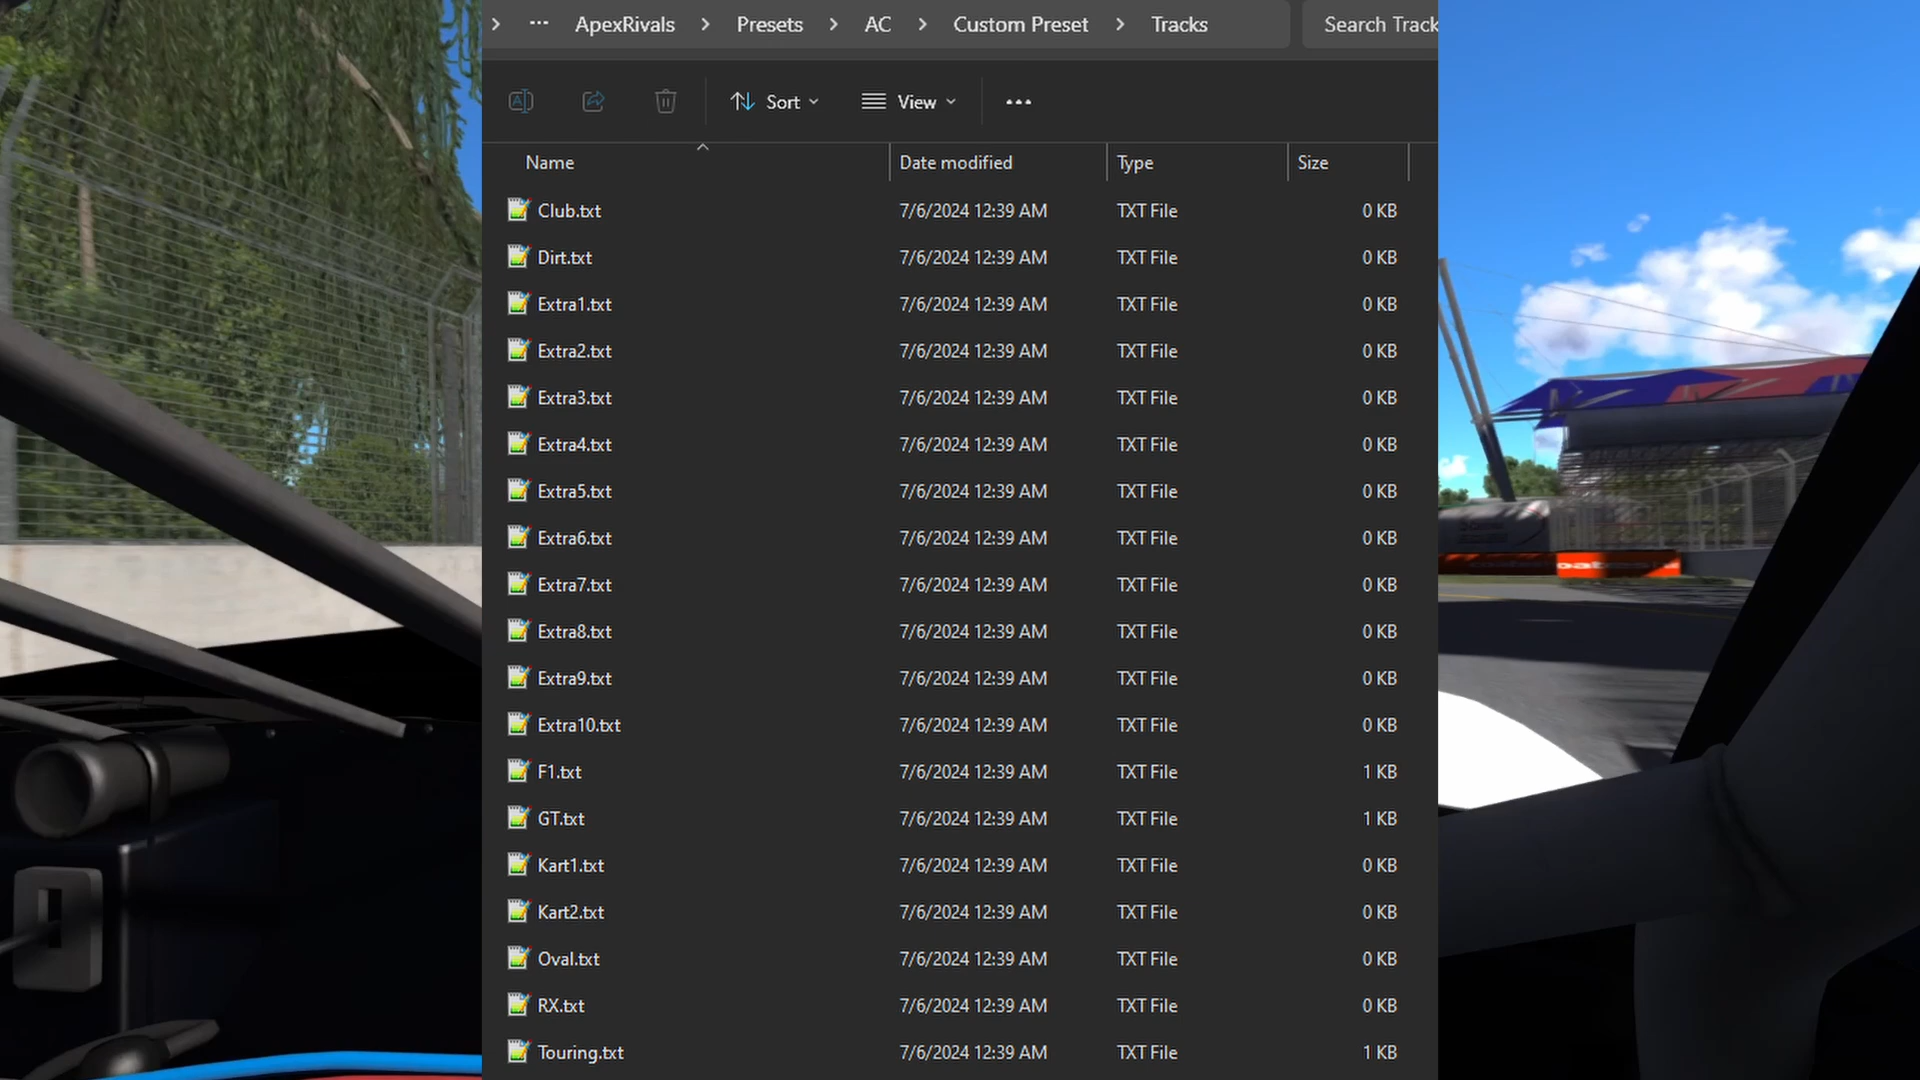 ApexRivals > Presets > AC > Custom Preset > Tracks
Search Track
Sort
View
Name
Date modified
Type
Size
Club.txt 7/6/2024 12:39 AM TXT File 0 KB
Dirt.txt 7/6/2024 12:39 AM TXT File 0 KB
Extra1.txt 7/6/2024 12:39 AM TXT File 0 KB
Extra2.txt 7/6/2024 12:39 AM TXT File 0 KB
Extra3.txt 7/6/2024 12:39 AM TXT File 0 KB
Extra4.txt 7/6/2024 12:39 AM TXT File 0 KB
Extra5.txt 7/6/2024 12:39 AM TXT File 0 KB
Extra6.txt 7/6/2024 12:39 AM TXT File 0 KB
Extra7.txt 7/6/2024 12:39 AM TXT File 0 KB
Extra8.txt 7/6/2024 12:39 AM TXT File 0 KB
Extra9.txt 7/6/2024 12:39 AM TXT File 0 KB
Extra10.txt 7/6/2024 12:39 AM TXT File 0 KB
F1.txt 7/6/2024 12:39 AM TXT File 1 KB
GT.txt 7/6/2024 12:39 AM TXT File 1 KB
Kart1.txt 7/6/2024 12:39 AM TXT File 0 KB
Kart2.txt 7/6/2024 12:39 AM TXT File 0 KB
Oval.txt 7/6/2024 12:39 AM TXT File 0 KB
RX.txt 7/6/2024 12:39 AM TXT File 0 KB
Touring.txt 7/6/2024 12:39 AM TXT File 1 KB